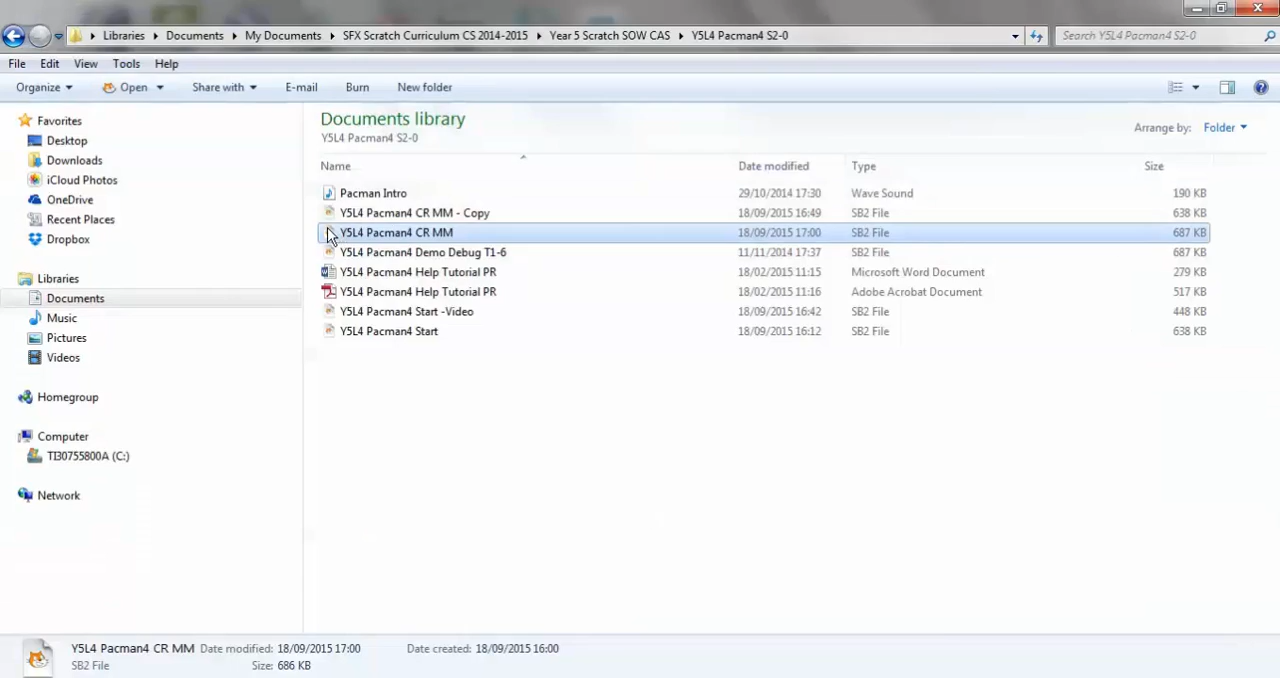 Libraries Documents My Documents SFX Scratch Curriculum CS 2014-2015 Year 5 Scratch SOW CAS Y5L4 Pacman4 S2-0 Search Y5L4 Pacman4 S2-0
File Edit View Tools Help
Organize Open Share with E-mail Burn New folder
Favorites
Desktop
Downloads
iCloud Photos
OneDrive
Recent Places
Dropbox
Libraries
Documents
Music
Pictures
Videos
Homegroup
Computer
TI30755800A (C:)
Network
Documents library
Y5L4 Pacman4 S2-0
Arrange by: Folder
Name Date modified Type Size
Pacman Intro 29/10/2014 17:30 Wave Sound 190 KB
Y5L4 Pacman4 CR MM - Copy 18/09/2015 16:49 SB2 File 638 KB
Y5L4 Pacman4 CR MM 18/09/2015 17:00 SB2 File 687 KB
Y5L4 Pacman4 Demo Debug T1-6 11/11/2014 17:37 SB2 File 687 KB
Y5L4 Pacman4 Help Tutorial PR 18/02/2015 11:15 Microsoft Word Document 279 KB
Y5L4 Pacman4 Help Tutorial PR 18/02/2015 11:16 Adobe Acrobat Document 517 KB
Y5L4 Pacman4 Start -Video 18/09/2015 16:42 SB2 File 448 KB
Y5L4 Pacman4 Start 18/09/2015 16:12 SB2 File 638 KB
Y5L4 Pacman4 CR MM Date modified: 18/09/2015 17:00 Date created: 18/09/2015 16:00
SB2 File Size: 686 KB